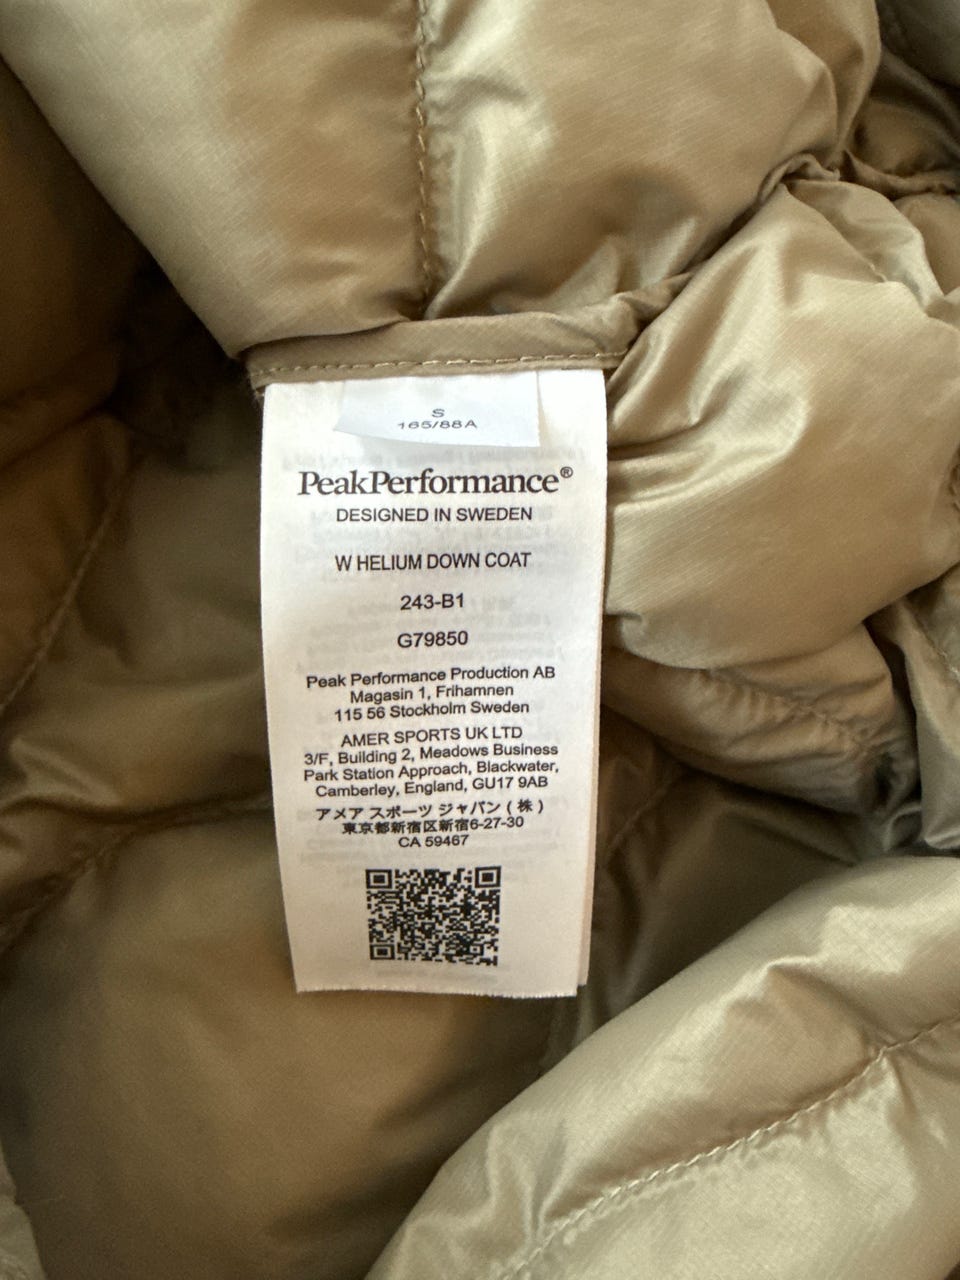 S
165/88A
PeakPerformance®
DESIGNED IN SWEDEN
W HELIUM DOWN COAT
243-B1
G79850
Peak Performance Production AB
Magasin 1, Frihamnen
115 56 Stockholm Sweden
AMER SPORTS UK LTD
3/F, Building 2, Meadows Business
Park Station Approach, Blackwater,
Camberley, England, GU17 9AB
アメア スポーツ ジャパン ( 株 )
東京都新宿区新宿6-27-30
CA 59467